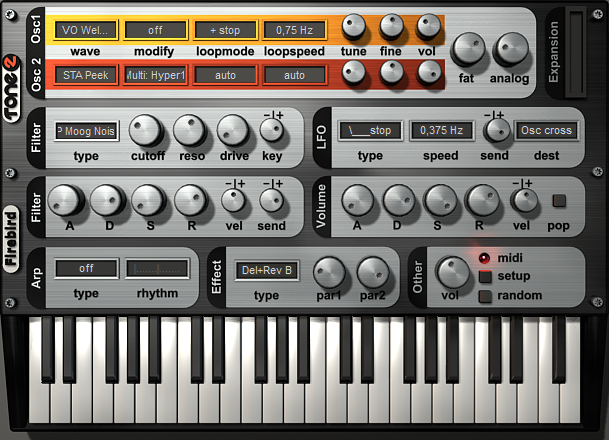 Osc1
VO Wel...
off
+ stop
0,75 Hz
wave
modify
loopmode
loopspeed
tune
fine
vol
Osc 2
STA Peek
Multi: Hyper1
auto
auto
fat
analog
Expansion
Tone2
Filter
P Moog Nois
type
cutoff
reso
drive
-|+
key
LFO
\___stop
type
0,375 Hz
speed
-|+
send
Osc cross
dest
Firebird
Filter
A
D
S
R
-|+
vel
-|+
send
Volume
A
D
S
R
-|+
vel
pop
Arp
off
type
rhythm
Effect
Del+Rev B
type
par1
par2
Other
vol
midi
setup
random